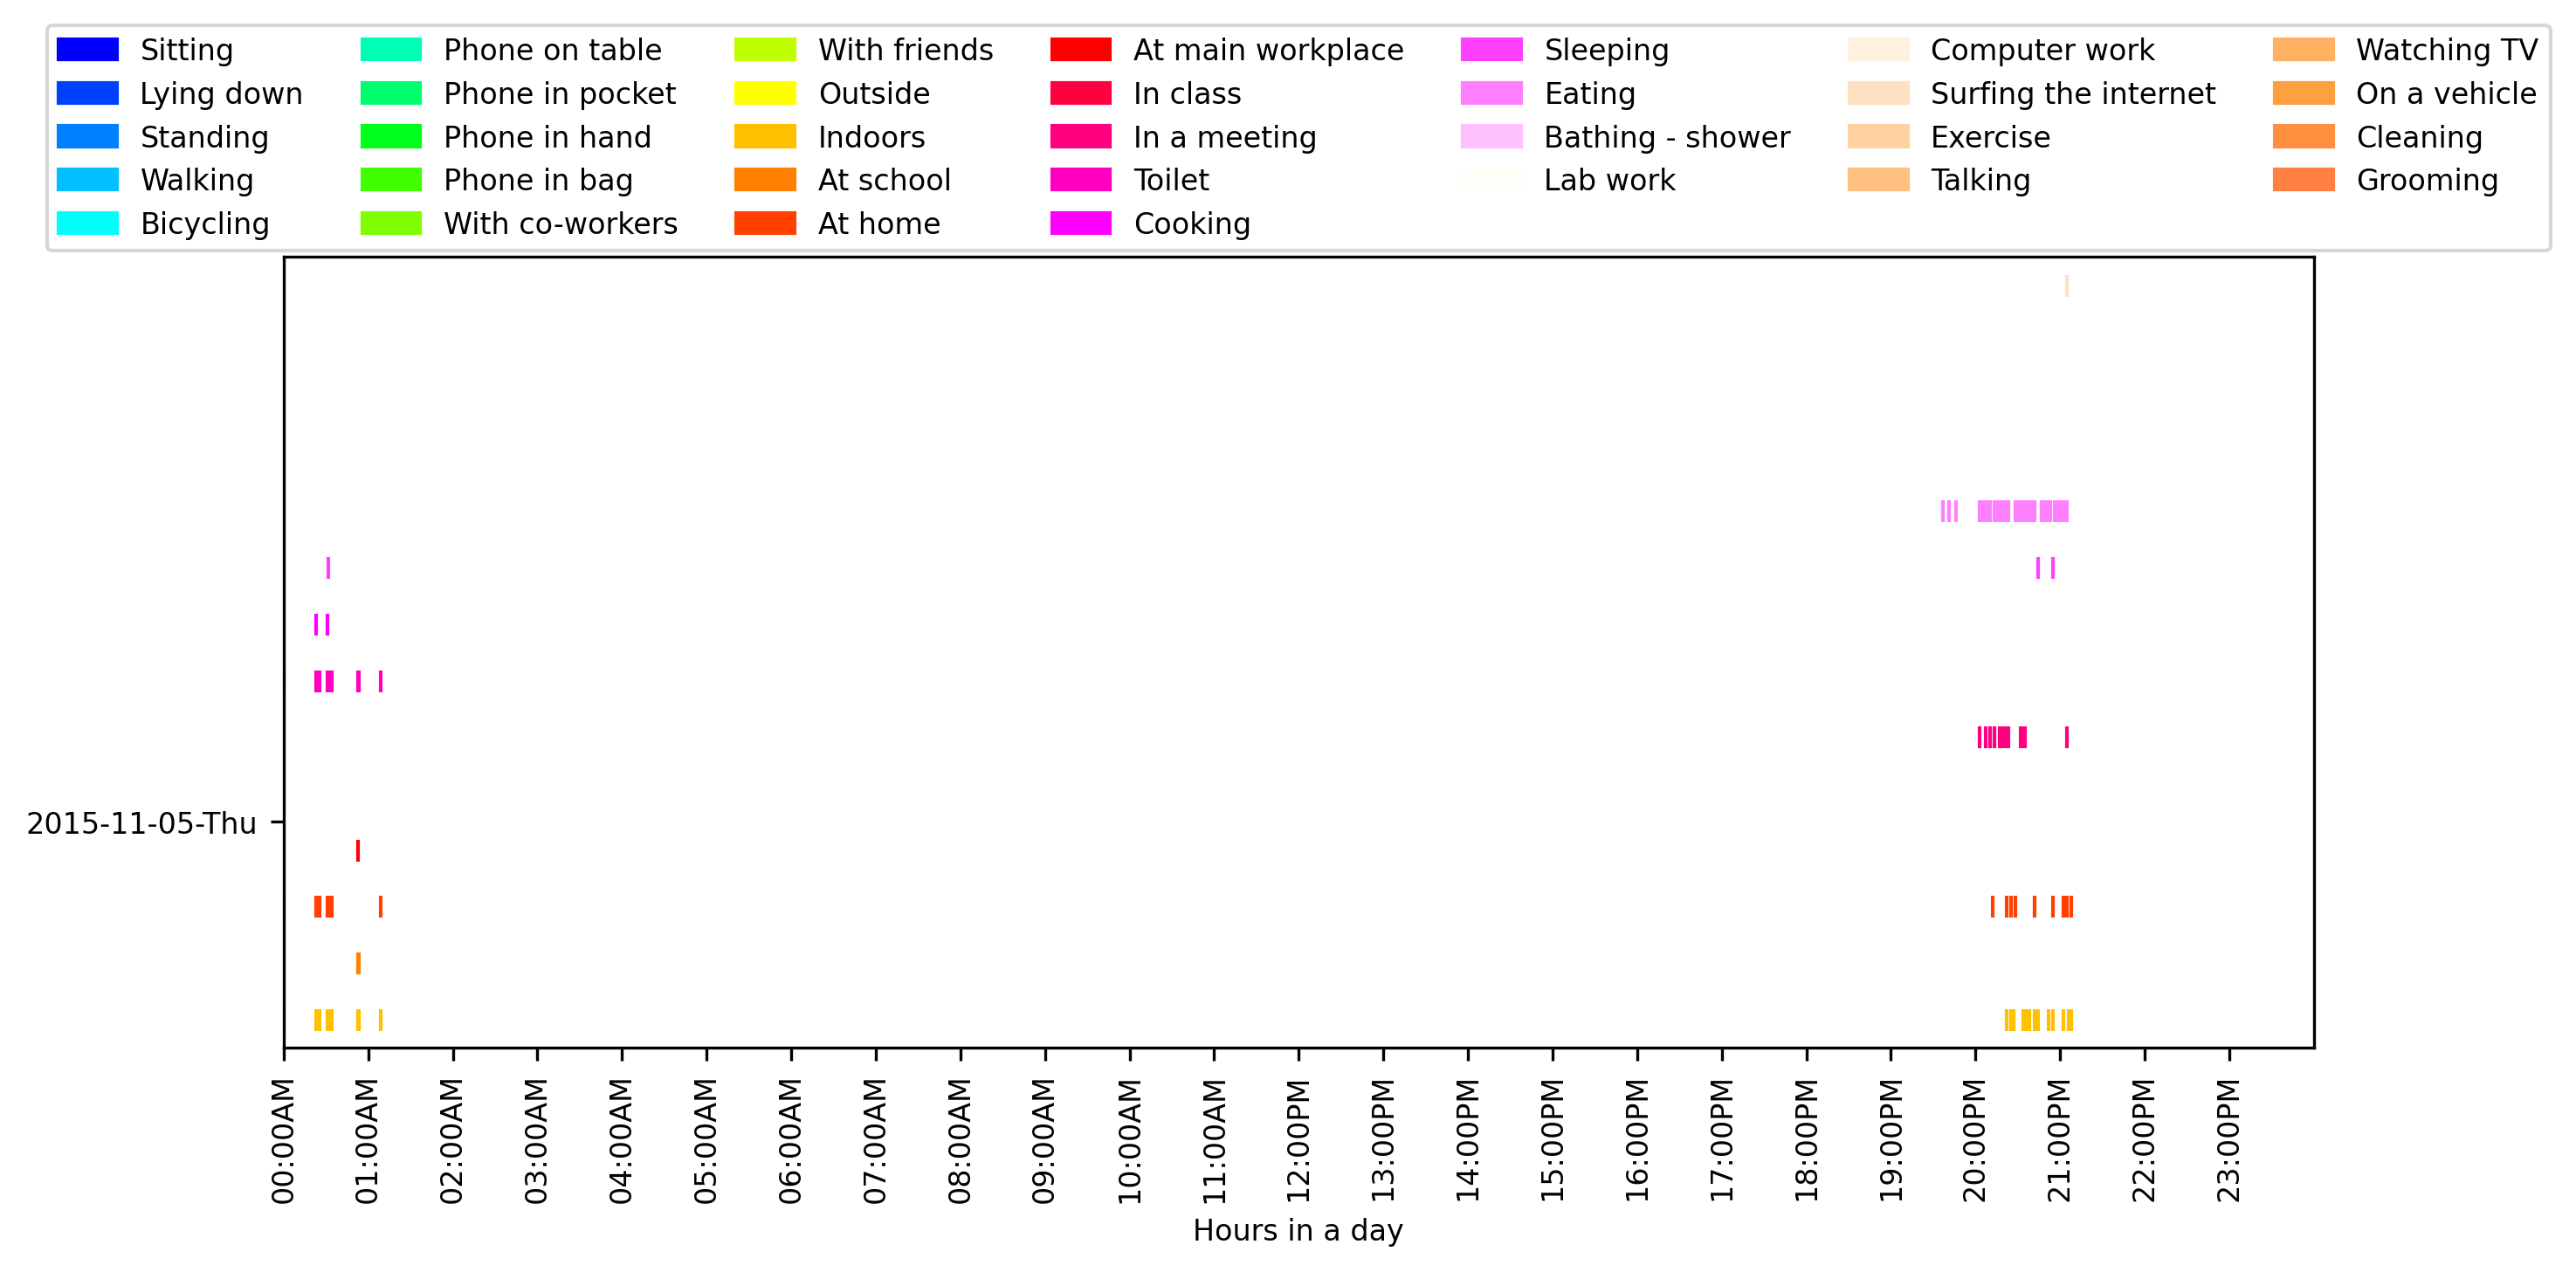 Sitting
Lying down
Standing
Walking
Bicycling
Phone on table
Phone in pocket
Phone in hand
Phone in bag
With co-workers
With friends
Outside
Indoors
At school
At home
At main workplace
In class
In a meeting
Toilet
Cooking
Sleeping
Eating
Bathing - shower
Lab work
Computer work
Surfing the internet
Exercise
Talking
Watching TV
On a vehicle
Cleaning
Grooming
2015-11-05-Thu
00:00AM
01:00AM
02:00AM
03:00AM
04:00AM
05:00AM
06:00AM
07:00AM
08:00AM
09:00AM
10:00AM
11:00AM
12:00PM
13:00PM
14:00PM
15:00PM
16:00PM
17:00PM
18:00PM
19:00PM
20:00PM
21:00PM
22:00PM
23:00PM
Hours in a day